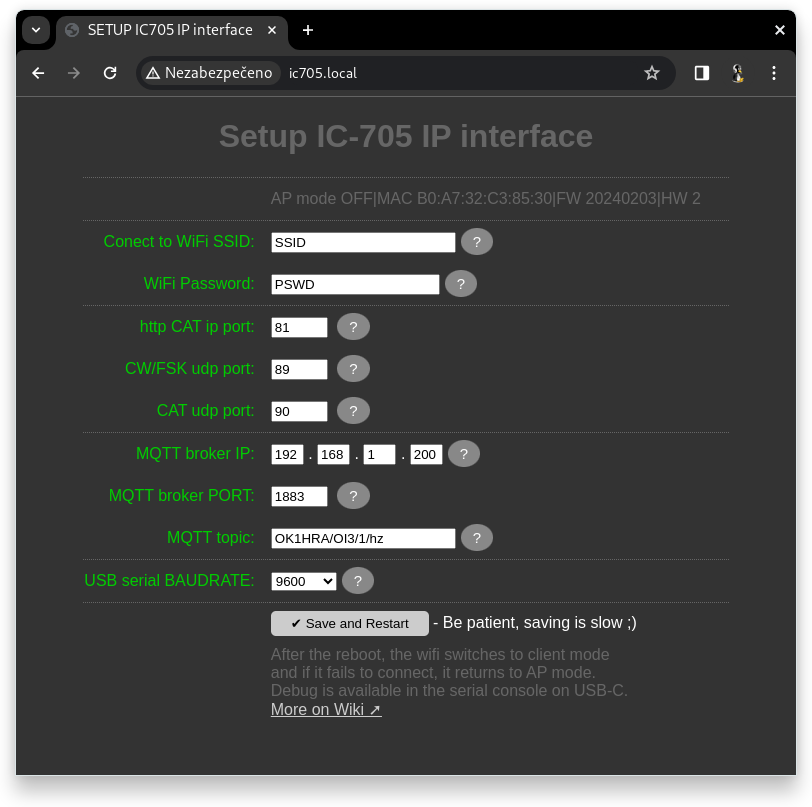 SETUP IC705 IP interface
Nezabezpečeno ic705.local
Setup IC-705 IP interface
AP mode OFF|MAC B0:A7:32:C3:85:30|FW 20240203|HW 2
Conect to WiFi SSID: SSID ?
WiFi Password: PSWD ?
http CAT ip port: 81 ?
CW/FSK udp port: 89 ?
CAT udp port: 90 ?
MQTT broker IP: 192 . 168 . 1 . 200 ?
MQTT broker PORT: 1883 ?
MQTT topic: OK1HRA/OI3/1/hz ?
USB serial BAUDRATE: 9600 ?
✔ Save and Restart - Be patient, saving is slow ;)
After the reboot, the wifi switches to client mode
and if it fails to connect, it returns to AP mode.
Debug is available in the serial console on USB-C.
More on Wiki ➚